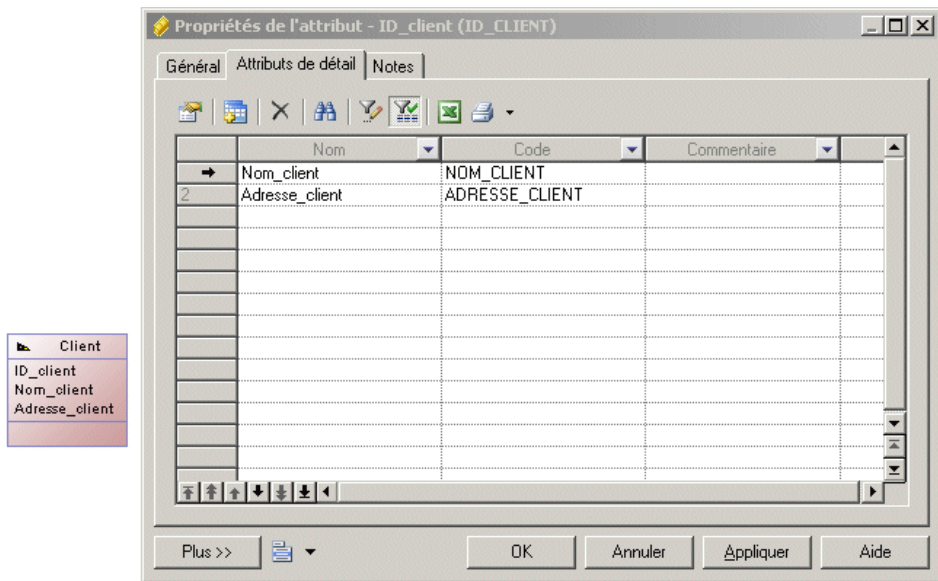 Propriétés de l'attribut - ID_client (ID_CLIENT)
Général Attributs de détail Notes
Nom Code Commentaire
Nom_client NOM_CLIENT
2 Adresse_client ADRESSE_CLIENT
Client
ID_client
Nom_client
Adresse_client
Plus >> OK Annuler Appliquer Aide